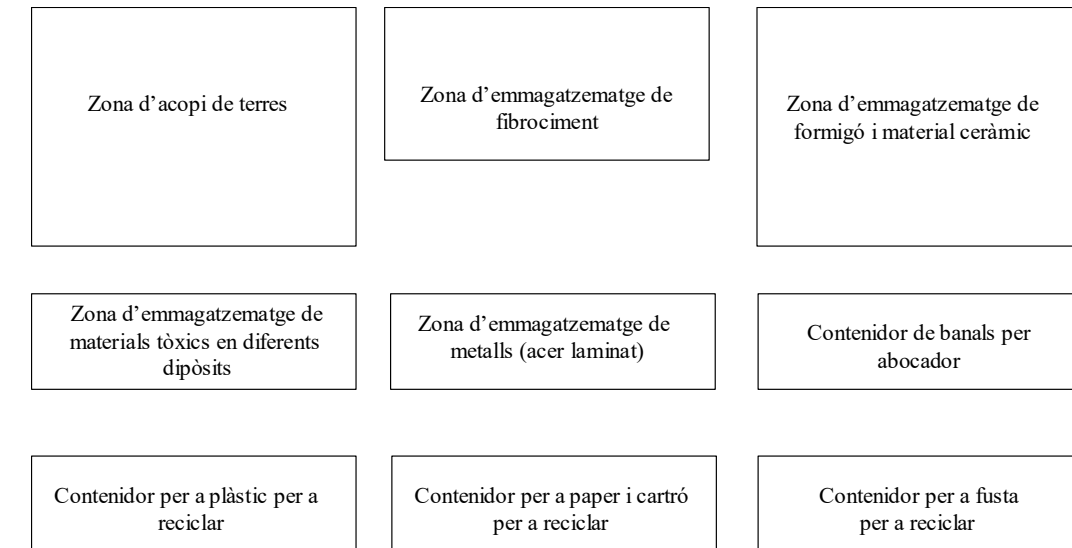 Zona d'acopi de terres
Zona d'emmagatzematge de
fibrociment
Zona d'emmagatzematge de
formigó i material ceràmic
Zona d'emmagatzematge de
materials tòxics en diferents
dipòsits
Zona d'emmagatzematge de
metalls (acer laminat)
Contenidor de banals per
abocador
Contenidor per a plàstic per a
reciclar
Contenidor per a paper i cartró
per a reciclar
Contenidor per a fusta
per a reciclar